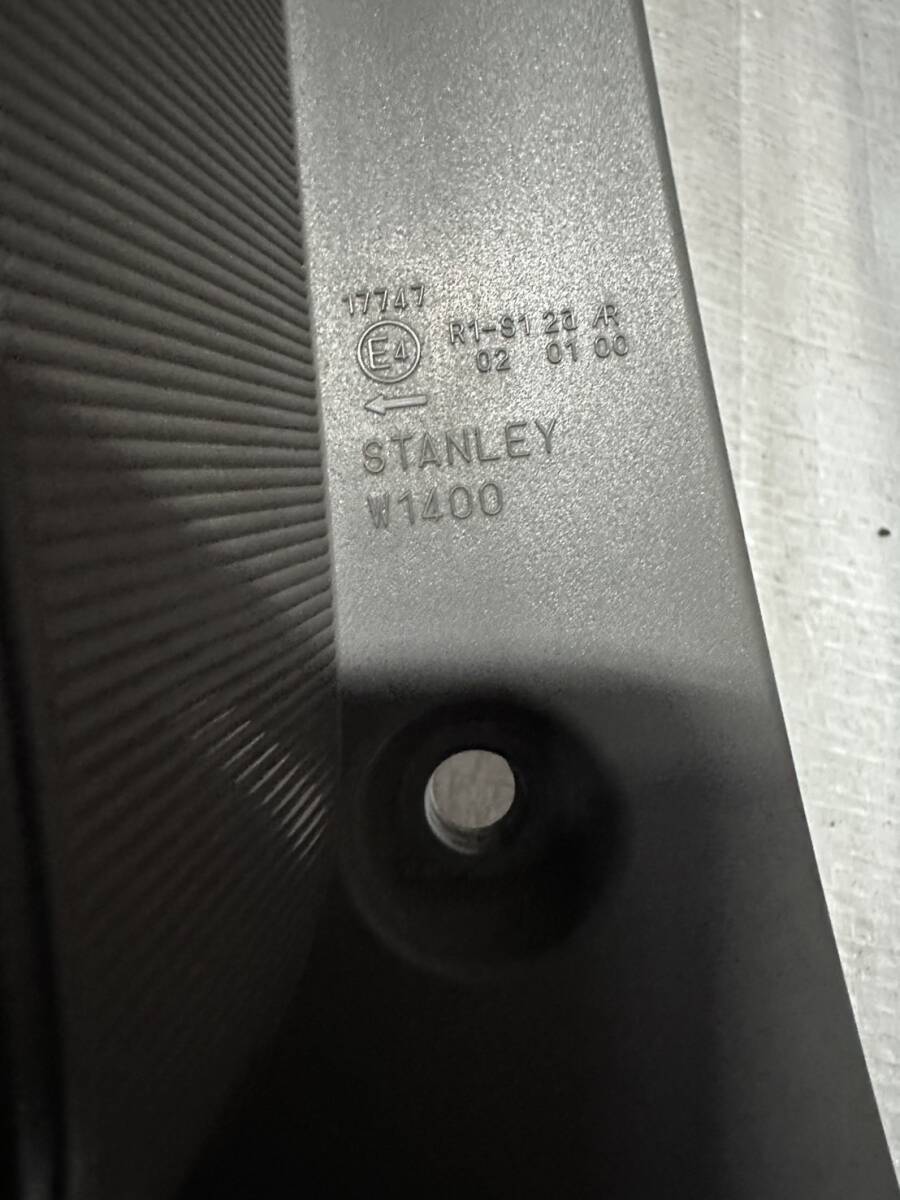 17747
E4 R1-S1 2a AR
02 01 00
←
STANLEY
W1400